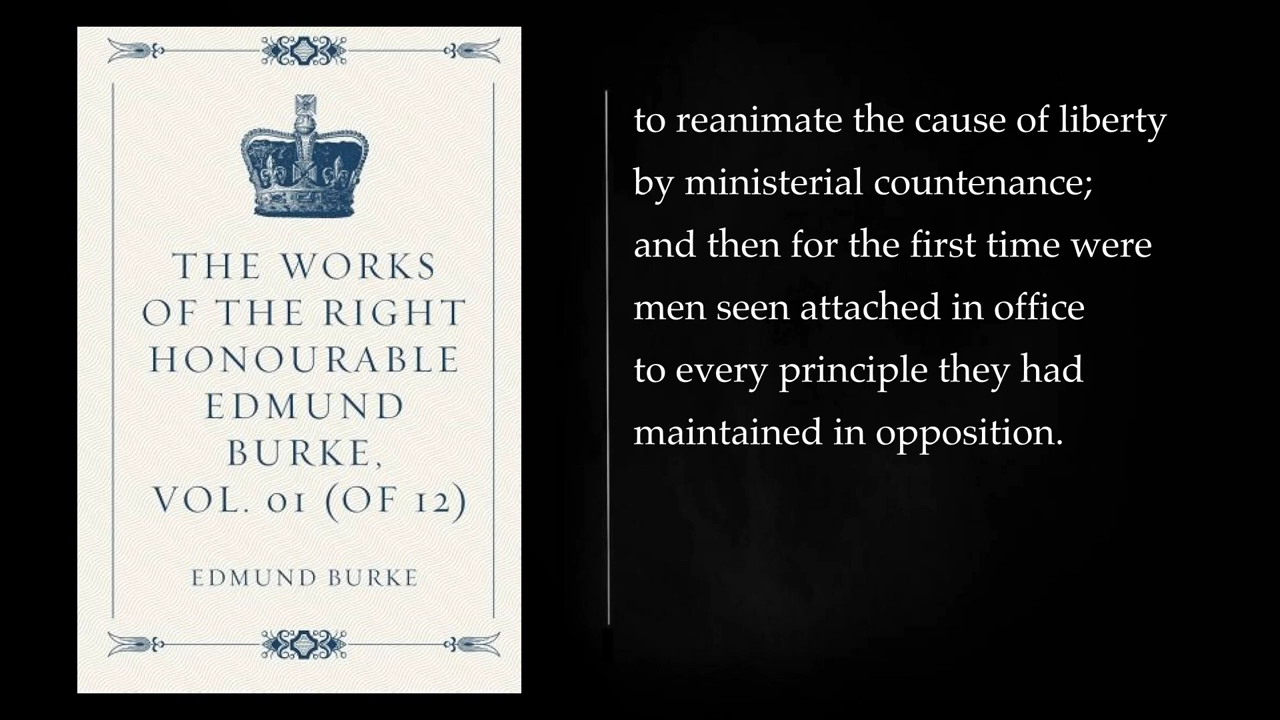 THE WORKS
OF THE RIGHT
HONOURABLE
EDMUND
BURKE,
VOL. 01 (OF 12)
EDMUND BURKE
to reanimate the cause of liberty
by ministerial countenance;
and then for the first time were
men seen attached in office
to every principle they had
maintained in opposition.